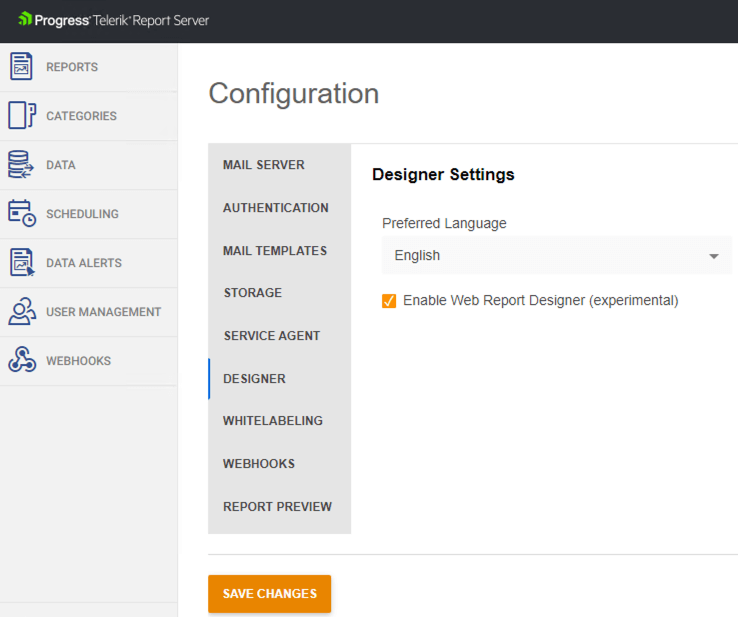 Progress Telerik Report Server
REPORTS
CATEGORIES
DATA
SCHEDULING
DATA ALERTS
USER MANAGEMENT
WEBHOOKS
Configuration
MAIL SERVER
AUTHENTICATION
MAIL TEMPLATES
STORAGE
SERVICE AGENT
DESIGNER
WHITELABELING
WEBHOOKS
REPORT PREVIEW
Designer Settings
Preferred Language
English
Enable Web Report Designer (experimental)
SAVE CHANGES